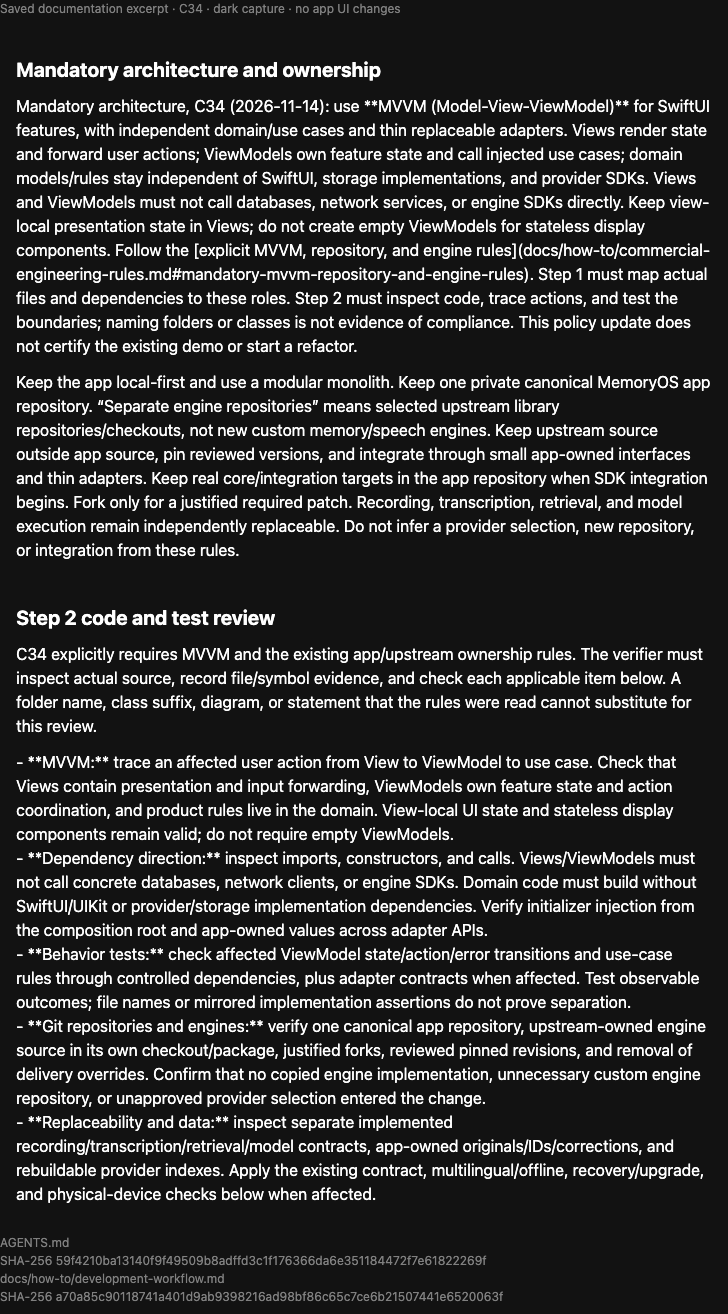 Saved documentation excerpt · C34 · dark capture · no app UI changes
Mandatory architecture and ownership
Mandatory architecture, C34 (2026-11-14): use **MVVM (Model-View-ViewModel)** for SwiftUI
features, with independent domain/use cases and thin replaceable adapters. Views render state
and forward user actions; ViewModels own feature state and call injected use cases; domain
models/rules stay independent of SwiftUI, storage implementations, and provider SDKs. Views
and ViewModels must not call databases, network services, or engine SDKs directly. Keep view-
local presentation state in Views; do not create empty ViewModels for stateless display
components. Follow the [explicit MVVM, repository, and engine rules](docs/how-to/commercial-
engineering-rules.md#mandatory-mvvm-repository-and-engine-rules). Step 1 must map actual
files and dependencies to these roles. Step 2 must inspect code, trace actions, and test the
boundaries; naming folders or classes is not evidence of compliance. This policy update does
not certify the existing demo or start a refactor.
Keep the app local-first and use a modular monolith. Keep one private canonical MemoryOS app
repository. “Separate engine repositories” means selected upstream library
repositories/checkouts, not new custom memory/speech engines. Keep upstream source
outside app source, pin reviewed versions, and integrate through small app-owned interfaces
and thin adapters. Keep real core/integration targets in the app repository when SDK integration
begins. Fork only for a justified required patch. Recording, transcription, retrieval, and model
execution remain independently replaceable. Do not infer a provider selection, new repository,
or integration from these rules.
Step 2 code and test review
C34 explicitly requires MVVM and the existing app/upstream ownership rules. The verifier must
inspect actual source, record file/symbol evidence, and check each applicable item below. A
folder name, class suffix, diagram, or statement that the rules were read cannot substitute for
this review.
- **MVVM:** trace an affected user action from View to ViewModel to use case. Check that
Views contain presentation and input forwarding, ViewModels own feature state and action
coordination, and product rules live in the domain. View-local UI state and stateless display
components remain valid; do not require empty ViewModels.
- **Dependency direction:** inspect imports, constructors, and calls. Views/ViewModels must
not call concrete databases, network clients, or engine SDKs. Domain code must build without
SwiftUI/UIKit or provider/storage implementation dependencies. Verify initializer injection from
the composition root and app-owned values across adapter APIs.
- **Behavior tests:** check affected ViewModel state/action/error transitions and use-case
rules through controlled dependencies, plus adapter contracts when affected. Test observable
outcomes; file names or mirrored implementation assertions do not prove separation.
- **Git repositories and engines:** verify one canonical app repository, upstream-owned engine
source in its own checkout/package, justified forks, reviewed pinned revisions, and removal of
delivery overrides. Confirm that no copied engine implementation, unnecessary custom engine
repository, or unapproved provider selection entered the change.
- **Replaceability and data:** inspect separate implemented
recording/transcription/retrieval/model contracts, app-owned originals/IDs/corrections, and
rebuildable provider indexes. Apply the existing contract, multilingual/offline, recovery/upgrade,
and physical-device checks below when affected.
AGENTS.md
SHA-256 59f4210ba13140f9f49509b8adffd3c1f176366da6e351184472f7e61822269f
docs/how-to/development-workflow.md
SHA-256 a70a85c90118741a401d9ab9398216ad98bf86c65c7ce6b21507441e6520063f